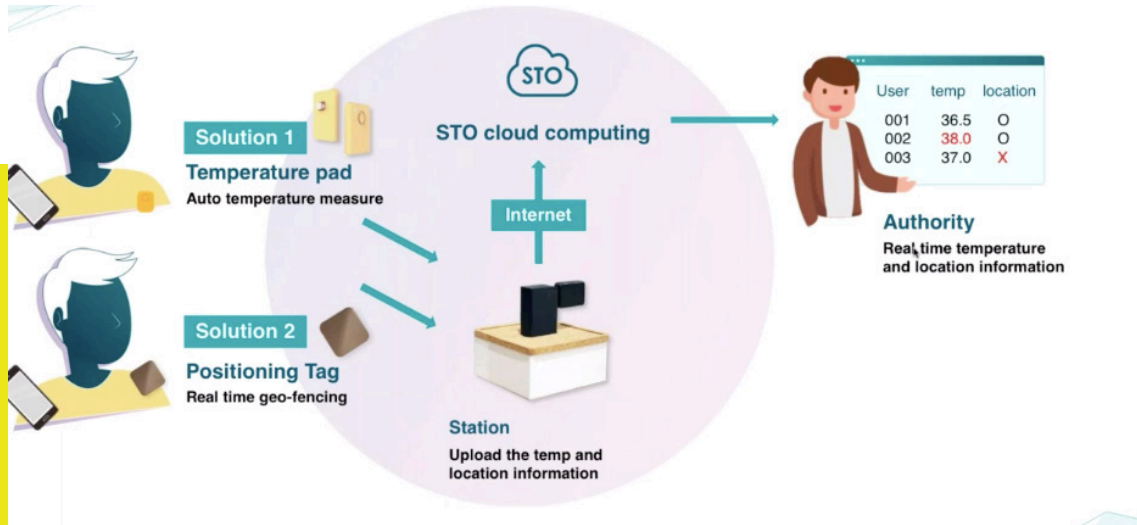 Solution 1
Temperature pad
Auto temperature measure
Solution 2
Positioning Tag
Real time geo-fencing
STO
STO cloud computing
Internet
Station
Upload the temp and
location information
User temp location
001 36.5 O
002 38.0 O
003 37.0 X
Authority
Real time temperature
and location information